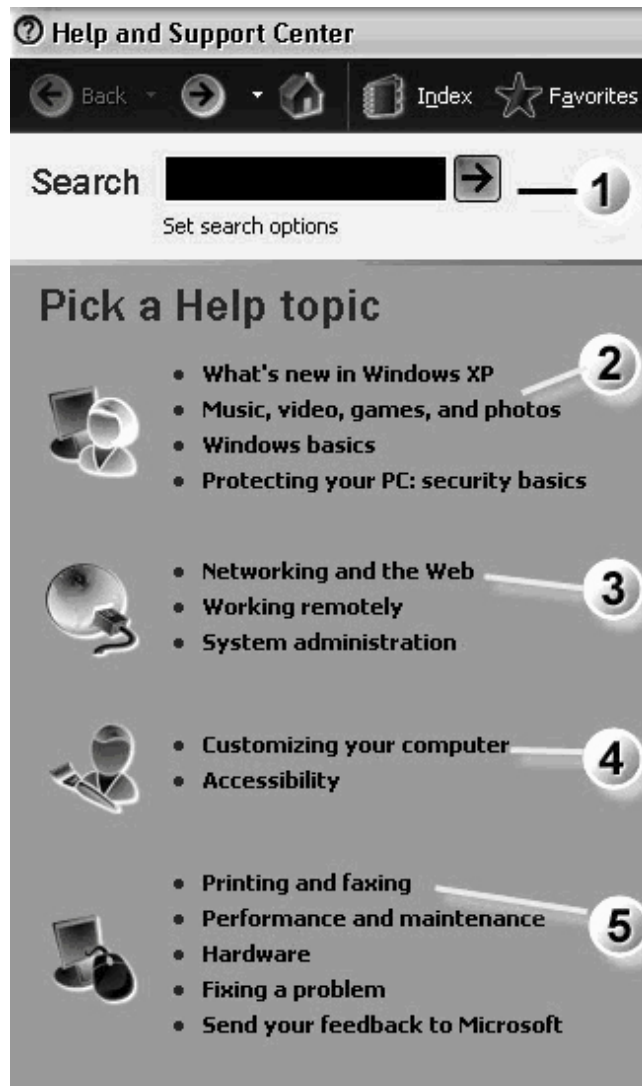 Help and Support Center
Back Index Favorites
Search 1
Set search options
Pick a Help topic
What's new in Windows XP 2
Music, video, games, and photos
Windows basics
Protecting your PC: security basics
Networking and the Web 3
Working remotely
System administration
Customizing your computer 4
Accessibility
Printing and faxing 5
Performance and maintenance
Hardware
Fixing a problem
Send your feedback to Microsoft